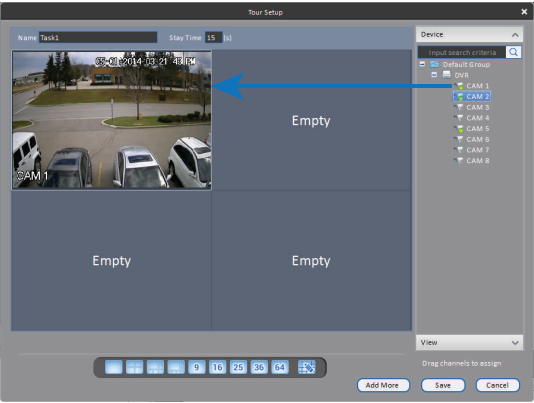 Tour Setup
Name Task1 Stay Time 15 (s)
Device
Input search criteria
Default Group
DVR
CAM 1
CAM 2
CAM 3
CAM 4
CAM 5
CAM 6
CAM 7
CAM 8
05-01-2014 03:21:43 PM
CAM 1
Empty
Empty
Empty
View
Drag channels to assign
9 16 25 36 64
Add More Save Cancel